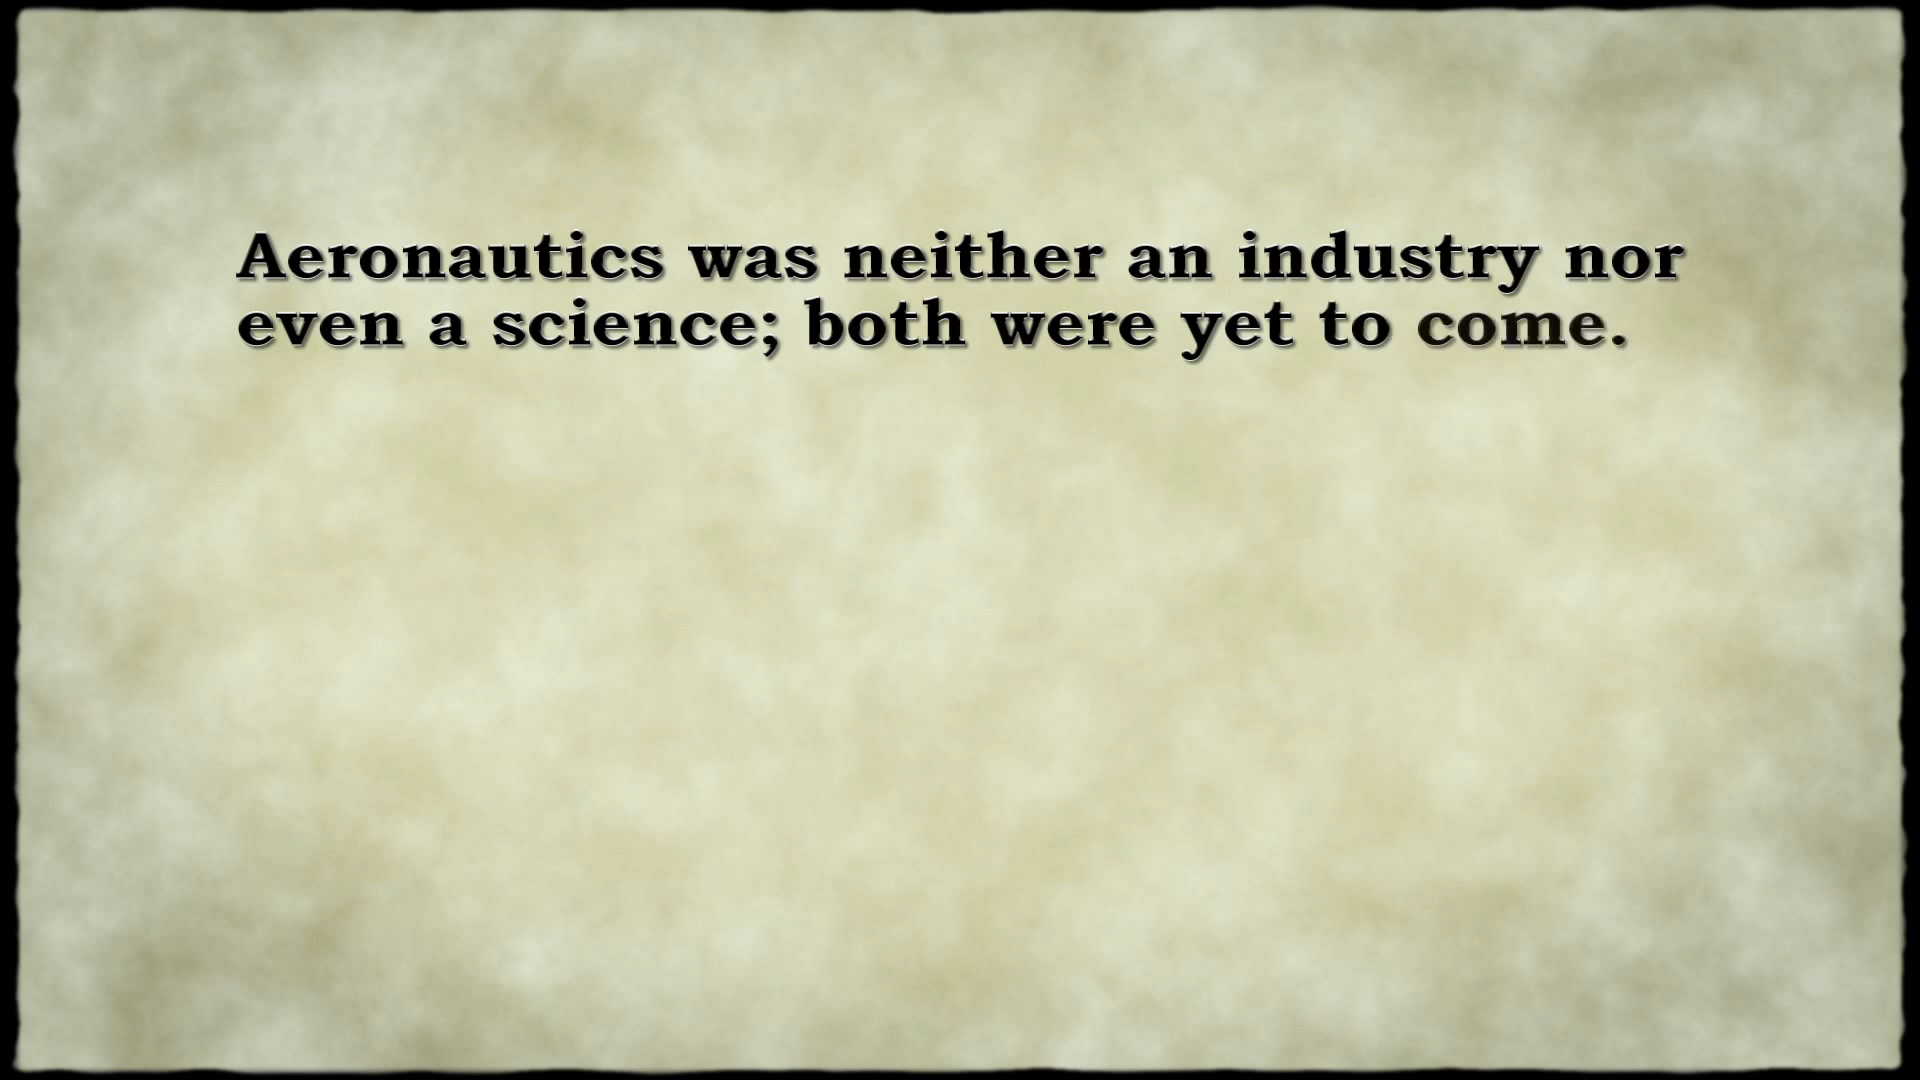 Aeronautics was neither an industry nor
even a science; both were yet to come.